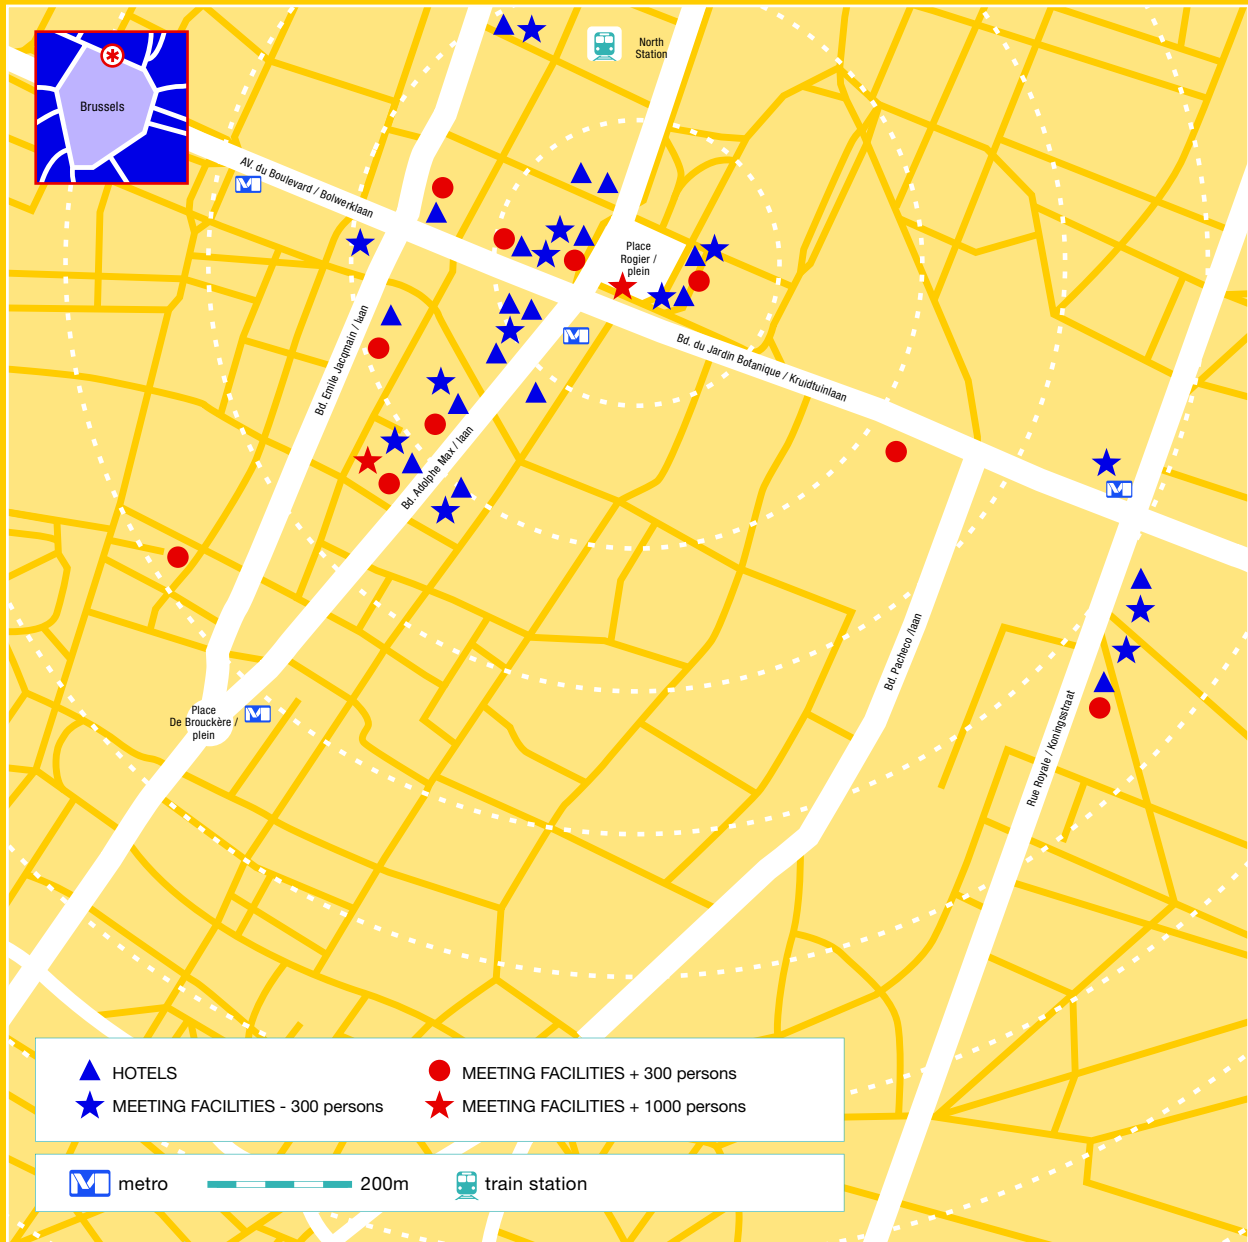 North
Station
Brussels
AV. du Boulevard / Bolwerklaan
Place
Rogier /
plein
Bd. Emile Jacqmain / laan
Bd. du Jardin Botanique / Kruidtuinlaan
Bd. Adolphe Max / laan
Bd. Pacheco /laan
Place
De Brouckère /
plein
Rue Royale / Koningsstraat
HOTELS
MEETING FACILITIES + 300 persons
MEETING FACILITIES - 300 persons
MEETING FACILITIES + 1000 persons
metro
200m
train station